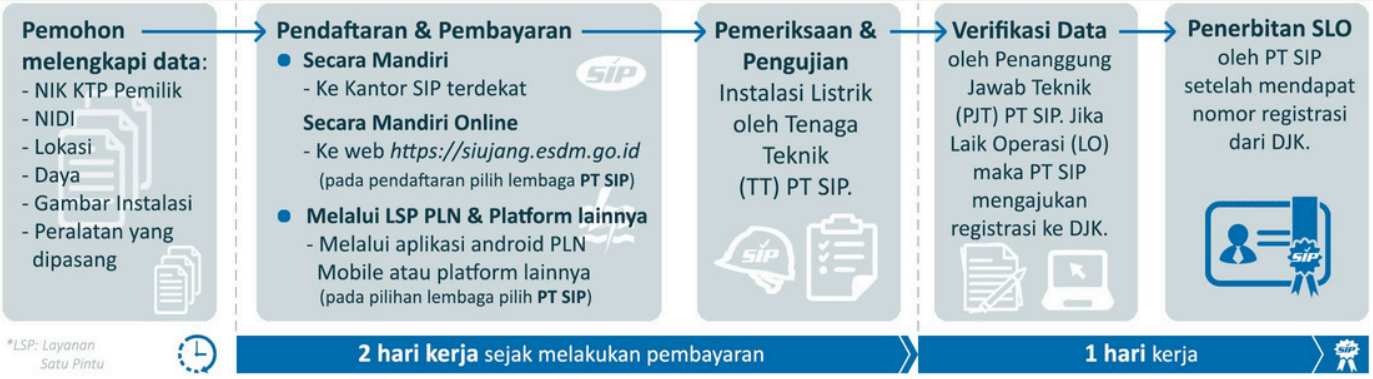 Pemohon
melengkapi data:
- NIK KTP Pemilik
- NIDI
- Lokasi
- Daya
- Gambar Instalasi
- Peralatan yang
dipasang
Pendaftaran & Pembayaran
Secara Mandiri
- Ke Kantor SIP terdekat
Secara Mandiri Online
- Ke web https://siujang.esdm.go.id
(pada pendaftaran pilih lembaga PT SIP)
Melalui LSP PLN & Platform lainnya
- Melalui aplikasi android PLN
Mobile atau platform lainnya
(pada pilihan lembaga pilih PT SIP)
SIP
Pemeriksaan &
Pengujian
Instalasi Listrik
oleh Tenaga
Teknik
(TT) PT SIP.
SIP
Verifikasi Data
oleh Penanggung
Jawab Teknik
(PJT) PT SIP. Jika
Laik Operasi (LO)
maka PT SIP
mengajukan
registrasi ke DJK.
Penerbitan SLO
oleh PT SIP
setelah mendapat
nomor registrasi
dari DJK.
SIP
*LSP: Layanan
Satu Pintu
2 hari kerja sejak melakukan pembayaran
1 hari kerja
SIP